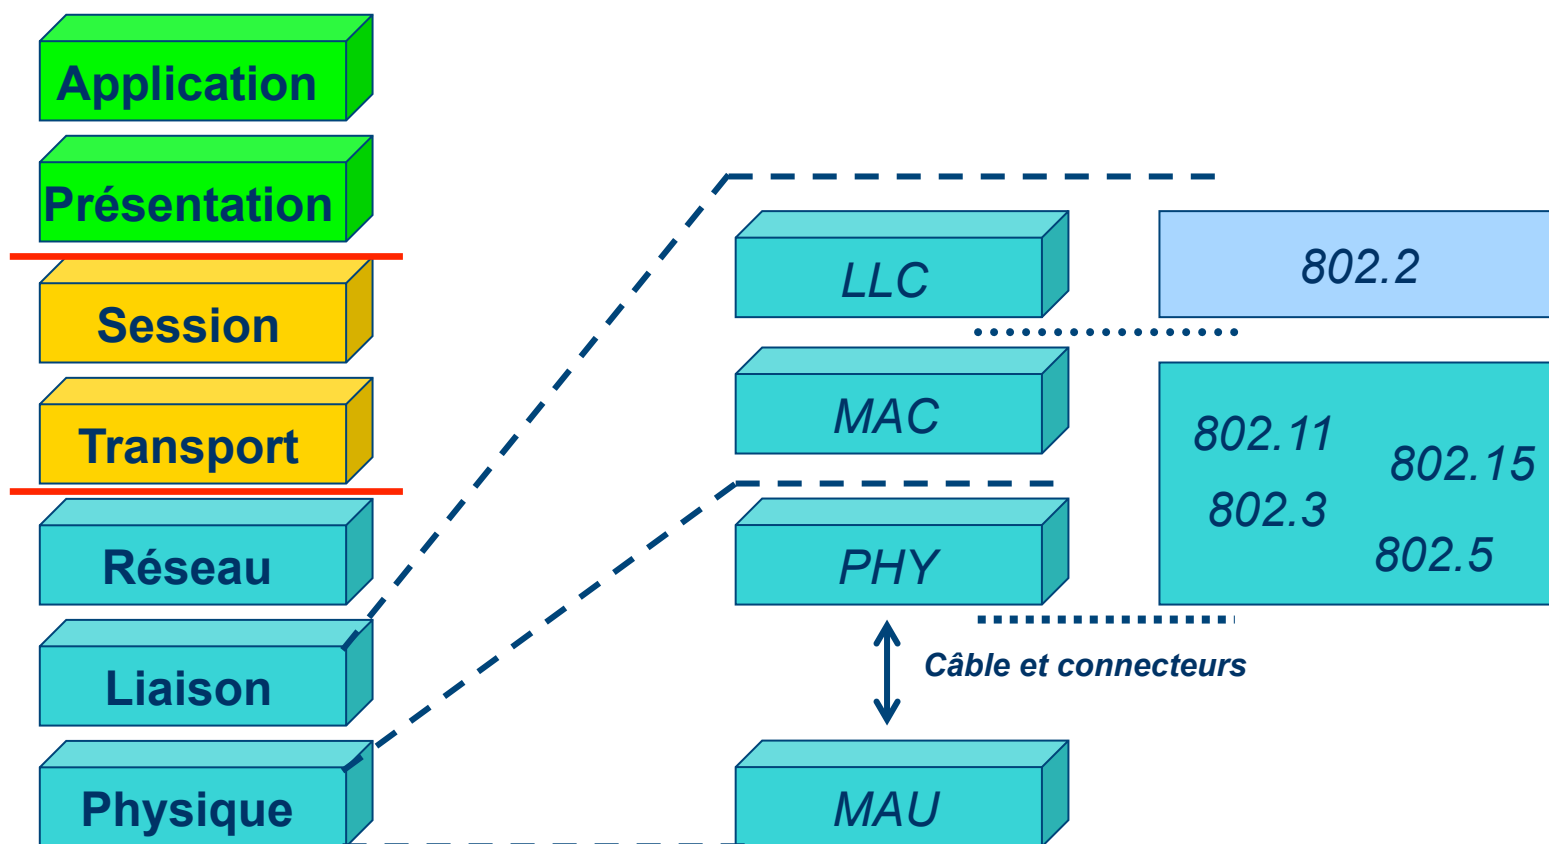 Application
Présentation
Session
Transport
Réseau
Liaison
Physique
LLC
MAC
PHY
Câble et connecteurs
MAU
802.2
802.11
802.15
802.3
802.5